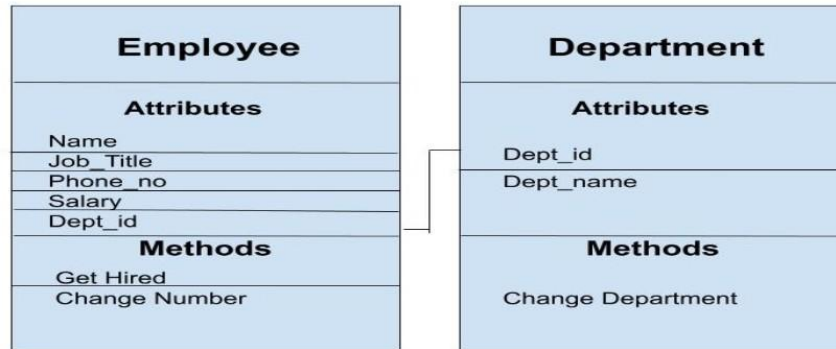 Employee
Attributes
Name
Job_Title
Phone_no
Salary
Dept_id
Methods
Get Hired
Change Number
Department
Attributes
Dept_id
Dept_name
Methods
Change Department